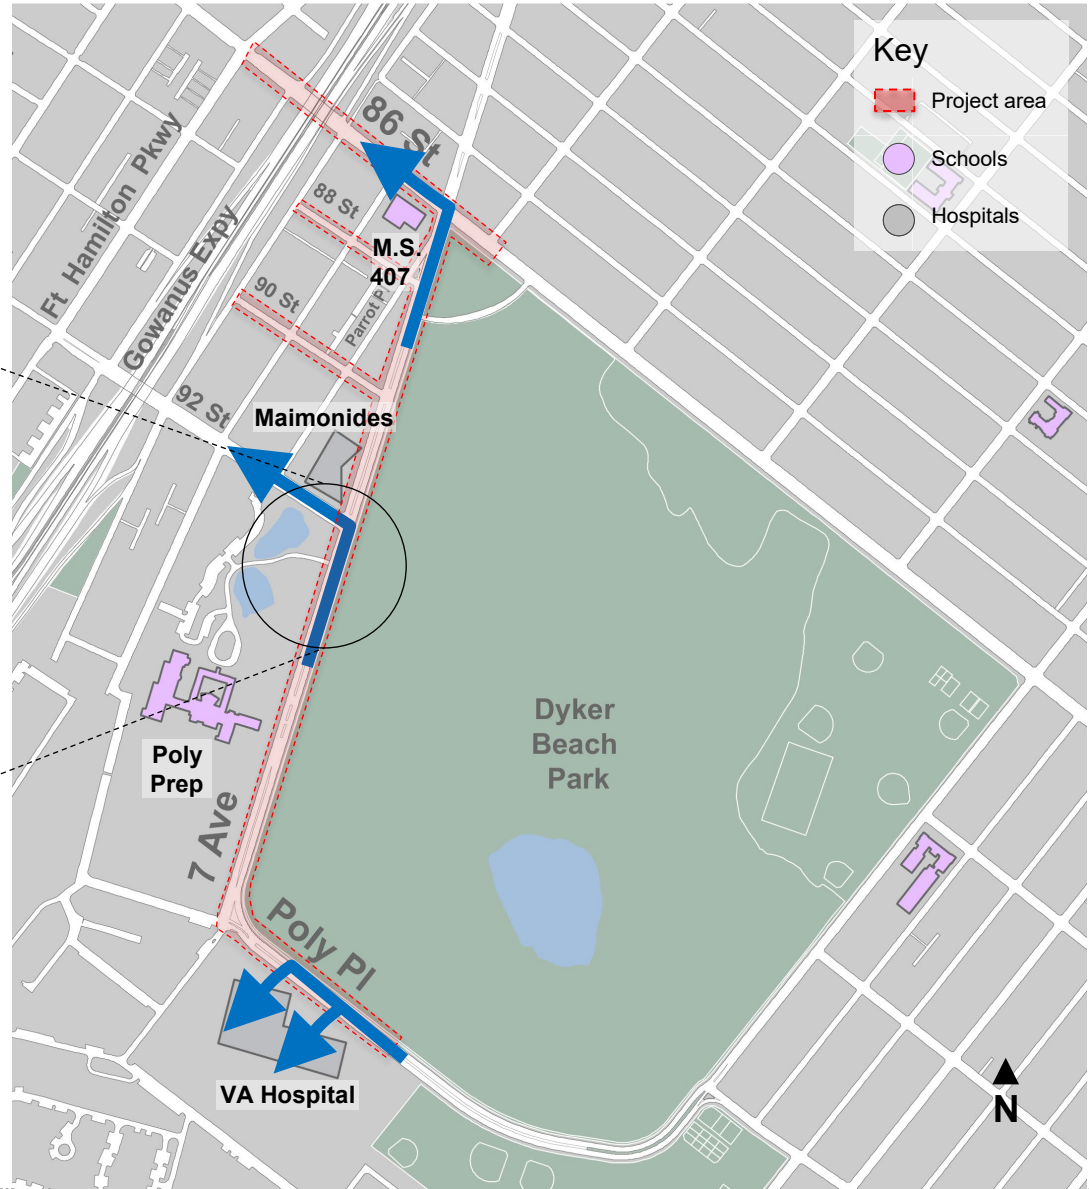 Key
Project area
Schools
Hospitals
86 St
Ft Hamilton Pkwy
Gowanus Expy
88 St
M.S.
407
90 St
Parrot Pl
92 St
Maimonides
Dyker
Beach
Park
Poly
Prep
7 Ave
Poly Pl
VA Hospital
N